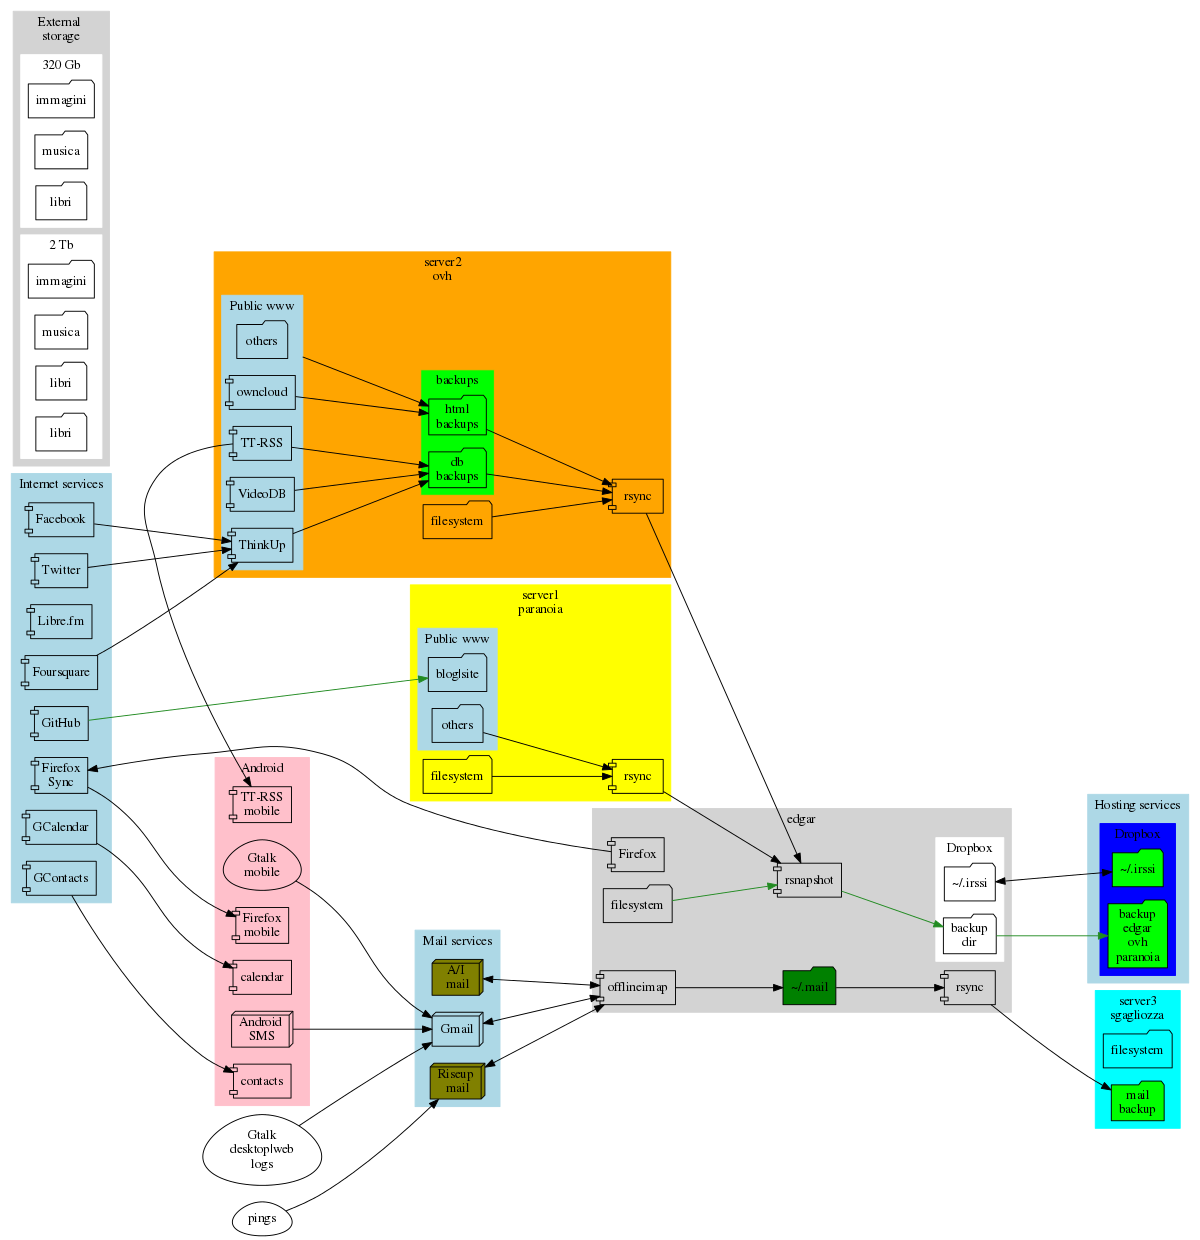 External
storage
320 Gb
immagini
musica
libri
2 Tb
immagini
musica
libri
libri
Internet services
Facebook
Twitter
Libre.fm
Foursquare
GitHub
Firefox
Sync
GCalendar
GContacts
server2
ovh
Public www
others
owncloud
TT-RSS
VideoDB
ThinkUp
backups
html
backups
db
backups
filesystem
rsync
server1
paranoia
Public www
blog|site
others
filesystem
rsync
Android
TT-RSS
mobile
Gtalk
mobile
Firefox
mobile
calendar
Android
SMS
contacts
Gtalk
desktop|web
logs
pings
Mail services
A/I
mail
Gmail
Riseup
mail
edgar
Firefox
filesystem
rsnapshot
offlineimap
~/.mail
Dropbox
~/.irssi
backup
dir
rsync
Hosting services
Dropbox
~/.irssi
backup
edgar
ovh
paranoia
server3
sgagliozza
filesystem
mail
backup